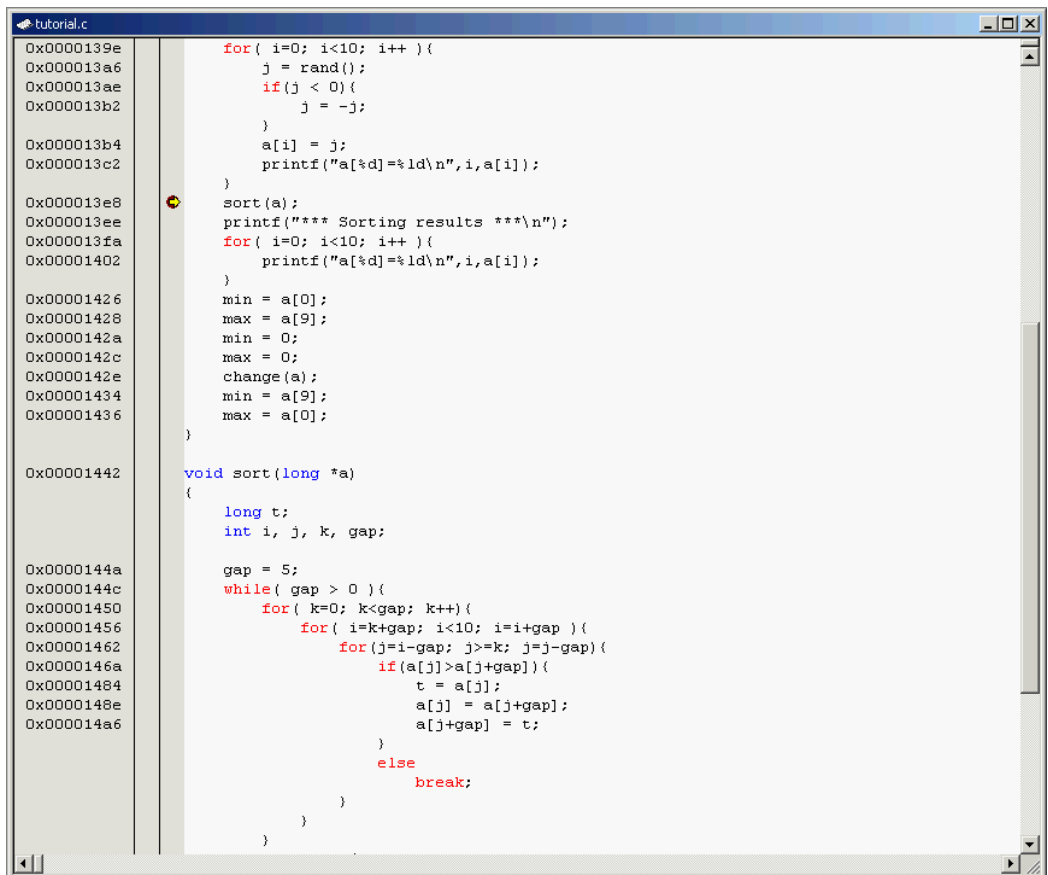 tutorial.c
0x0000139e for( i=0; i<10; i++ ){
0x000013a6 j = rand();
0x000013ae if(j < 0){
0x000013b2 j = -j;
}
0x000013b4 a[i] = j;
0x000013c2 printf("a[%d]=%ld\n",i,a[i]);
}
0x000013e8 sort(a);
0x000013ee printf("*** Sorting results ***\n");
0x000013fa for( i=0; i<10; i++ ){
0x00001402 printf("a[%d]=%ld\n",i,a[i]);
}
0x00001426 min = a[0];
0x00001428 max = a[9];
0x0000142a min = 0;
0x0000142c max = 0;
0x0000142e change(a);
0x00001434 min = a[9];
0x00001436 max = a[0];
}
0x00001442 void sort(long *a)
{
long t;
int i, j, k, gap;
0x0000144a gap = 5;
0x0000144c while( gap > 0 ){
0x00001450 for( k=0; k<gap; k++){
0x00001456 for( i=k+gap; i<10; i=i+gap ){
0x00001462 for(j=i-gap; j>=k; j=j-gap){
0x0000146a if(a[j]>a[j+gap]){
0x00001484 t = a[j];
0x0000148e a[j] = a[j+gap];
0x000014a6 a[j+gap] = t;
}
else
break;
}
}
}